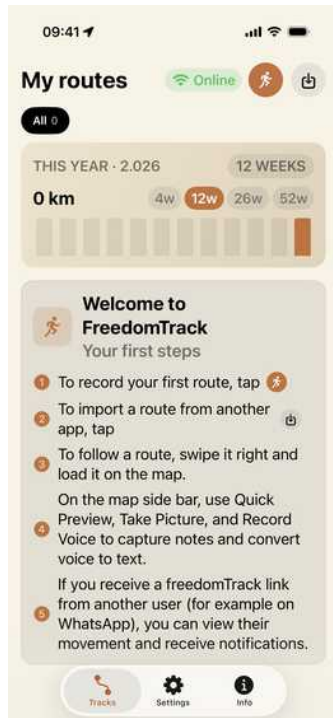 09:41
My routes
Online
All 0
THIS YEAR · 2.026
12 WEEKS
0 km
4w 12w 26w 52w
Welcome to
FreedomTrack
Your first steps
1 To record your first route, tap
2 To import a route from another
app, tap
3 To follow a route, swipe it right and
load it on the map.
4 On the map side bar, use Quick
Preview, Take Picture, and Record
Voice to capture notes and convert
voice to text.
5 If you receive a freedomTrack link
from another user (for example on
WhatsApp), you can view their
movement and receive notifications.
Tracks Settings Info